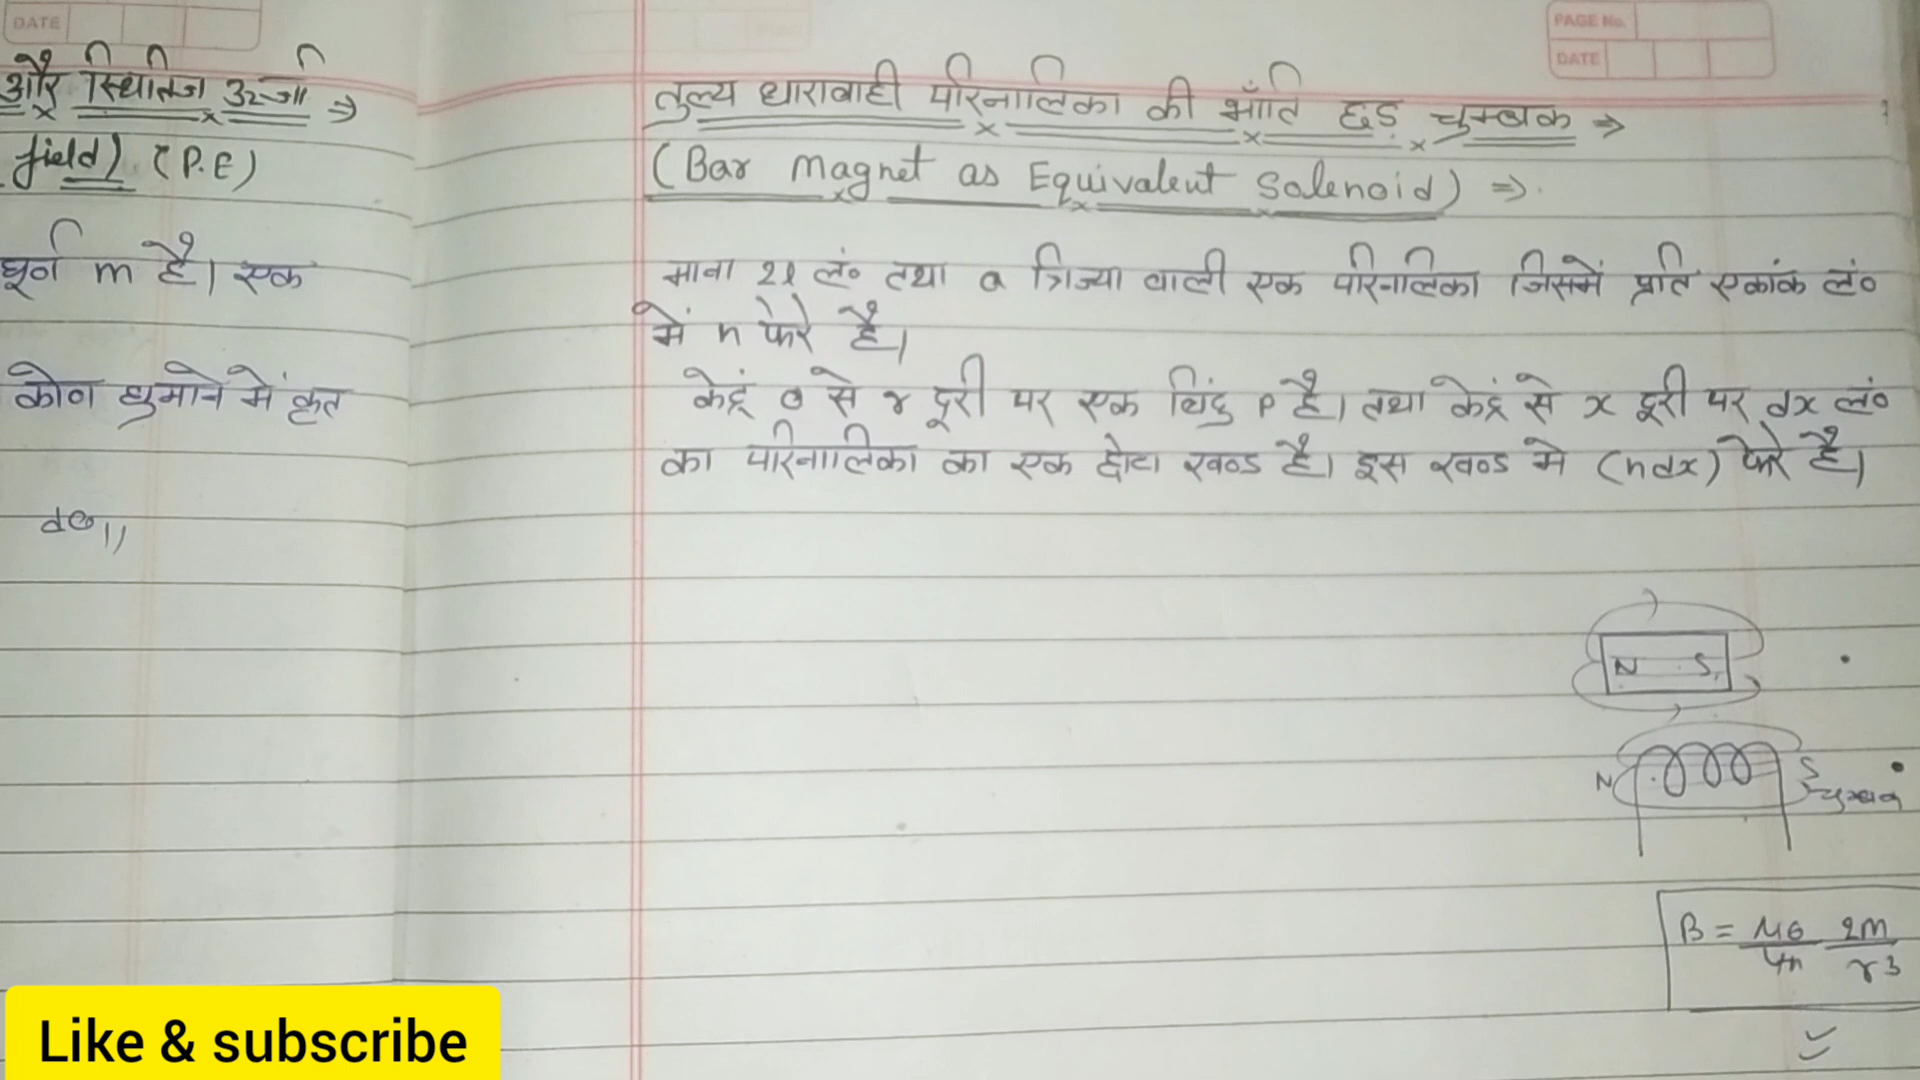 DATE
और स्थितिज ऊर्जा ⇒
field) (P.E)
घूर्ण m है। एक
कोण घुमाने में कृत
dθ,,
PAGE No.
DATE
तुल्य धारावाही परिनालिका की भाँति छड़ चुम्बक ⇒
(Bar Magnet as Equivalent Solenoid) ⇒
माना 2l लं० तथा a त्रिज्या वाली एक परिनालिका जिसमें प्रति एकांक लं०
में n फेरे है।
केद्रं O से r दूरी पर एक बिंदु P है। तथा केद्रं से x दूरी पर dx लं०
का परिनालिका का एक छोटा खण्ड है। इस खण्ड मे (ndx) फेरे है।
N S
N S
चुम्बक
B = μ0/4π 2M/r3
Like & subscribe